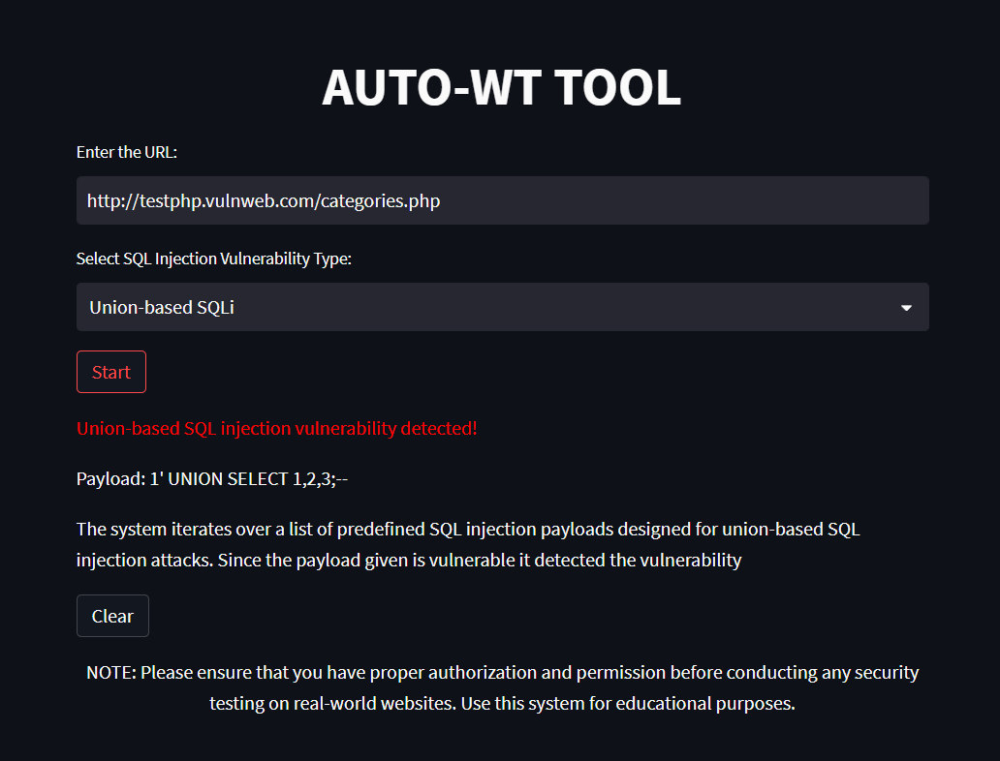 AUTO-WT TOOL
Enter the URL:
http://testphp.vulnweb.com/categories.php
Select SQL Injection Vulnerability Type:
Union-based SQLi
Start
Union-based SQL injection vulnerability detected!
Payload: 1' UNION SELECT 1,2,3;--
The system iterates over a list of predefined SQL injection payloads designed for union-based SQL
injection attacks. Since the payload given is vulnerable it detected the vulnerability
Clear
NOTE: Please ensure that you have proper authorization and permission before conducting any security
testing on real-world websites. Use this system for educational purposes.